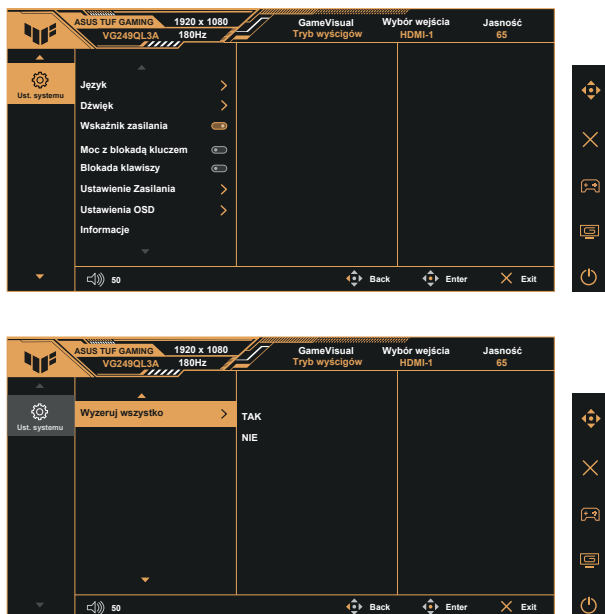 ASUS TUF GAMING 1920 x 1080 GameVisual Wybór wejścia Jasność
VG249QL3A 180Hz Tryb wyścigów HDMI-1 65
Ust. systemu
Język
Dźwięk
Wskaźnik zasilania
Moc z blokadą kluczem
Blokada klawiszy
Ustawienie Zasilania
Ustawienia OSD
Informacje
50 Back Enter Exit
ASUS TUF GAMING 1920 x 1080 GameVisual Wybór wejścia Jasność
VG249QL3A 180Hz Tryb wyścigów HDMI-1 65
Ust. systemu
Wyzeruj wszystko
TAK
NIE
50 Back Enter Exit